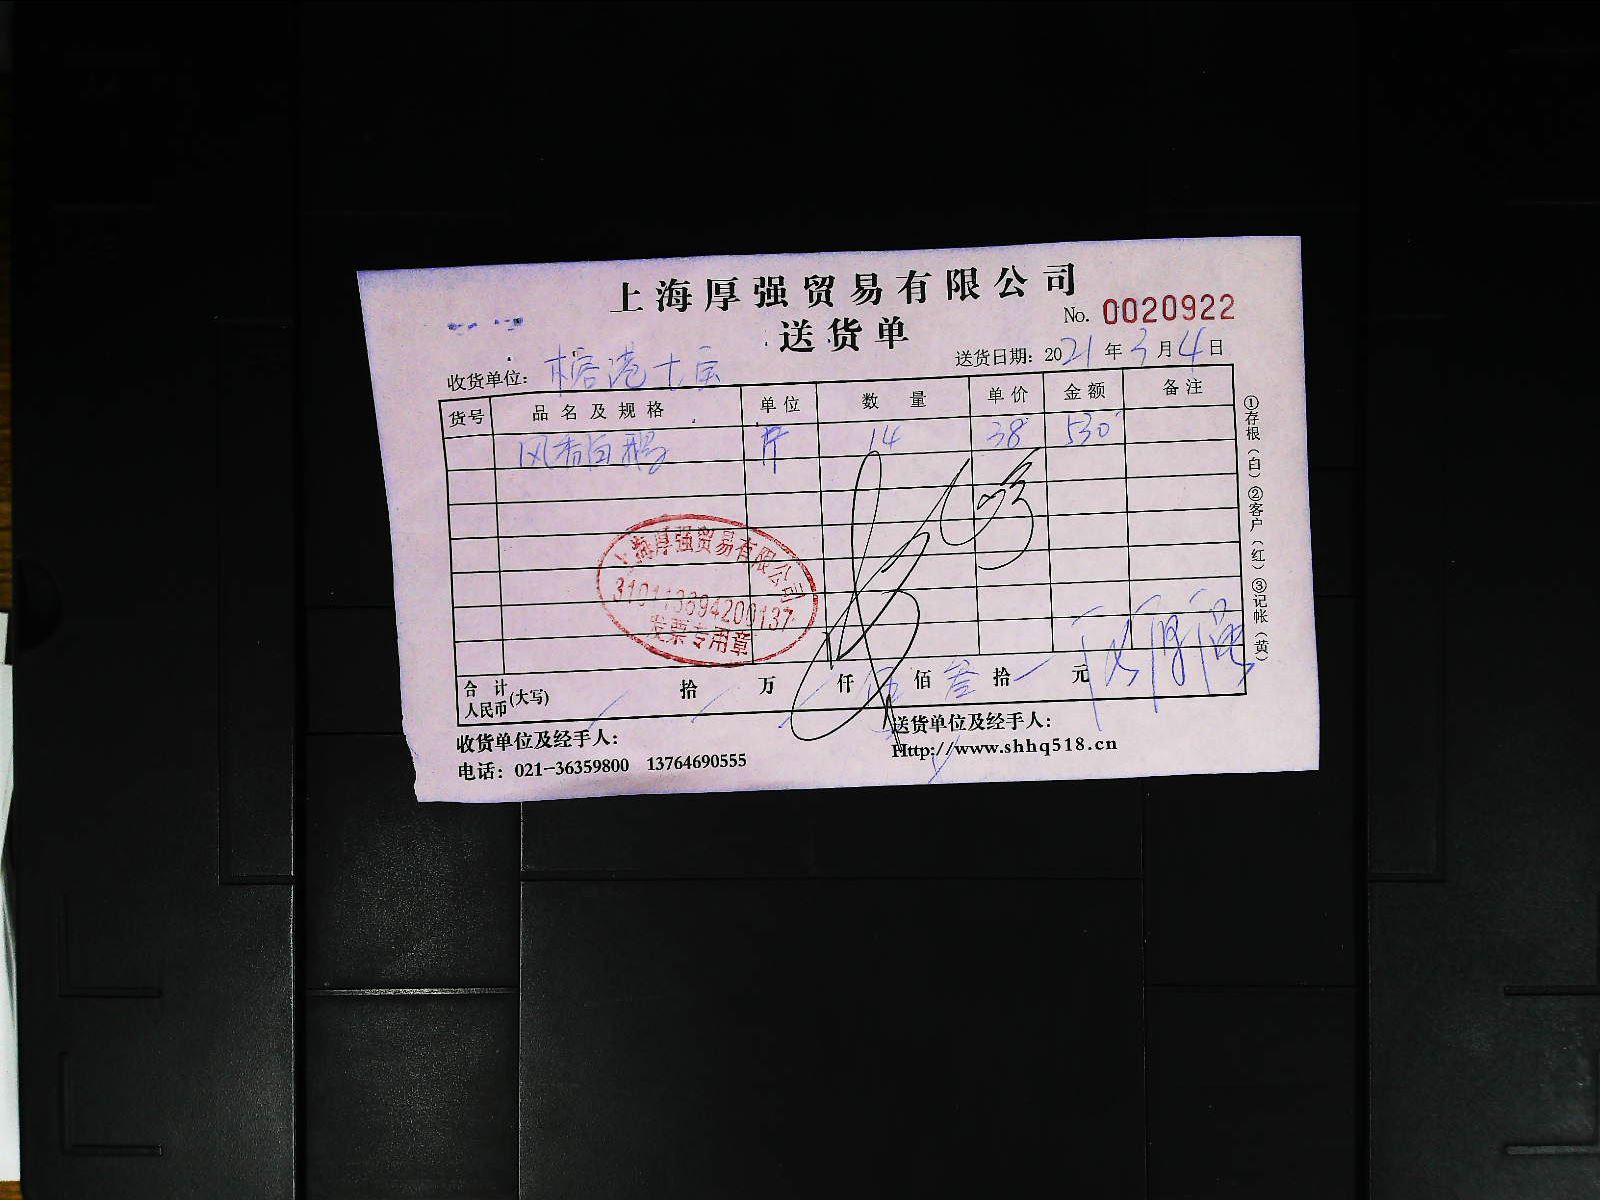 上海厚强贸易有限公司
送货单
No. 0020922
收货单位: 榕港
送货日期: 2021年3月4日
货号 品名及规格 单位 数量 单价 金额 备注
风 白 斤 14 38 530
上海厚强贸易有限公司
310113394200137
发票专用章
合计人民币(大写) 拾 万 仟 伍 佰 叁 拾 元
收货单位及经手人:
送货单位及经手人:
电话: 021-36359800 13764690555
Http://www.shhq518.cn
①存根(白)②客户(红)③记帐(黄)